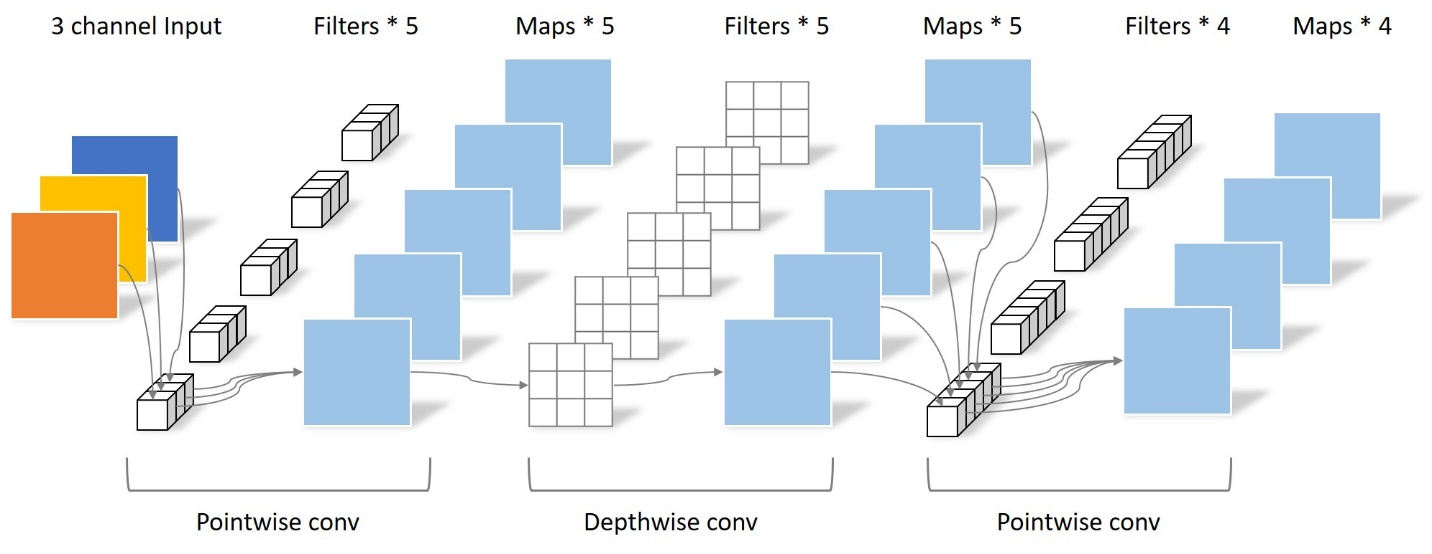 3 channel Input Filters * 5 Maps * 5 Filters * 5 Maps * 5 Filters * 4 Maps * 4
Pointwise conv Depthwise conv Pointwise conv